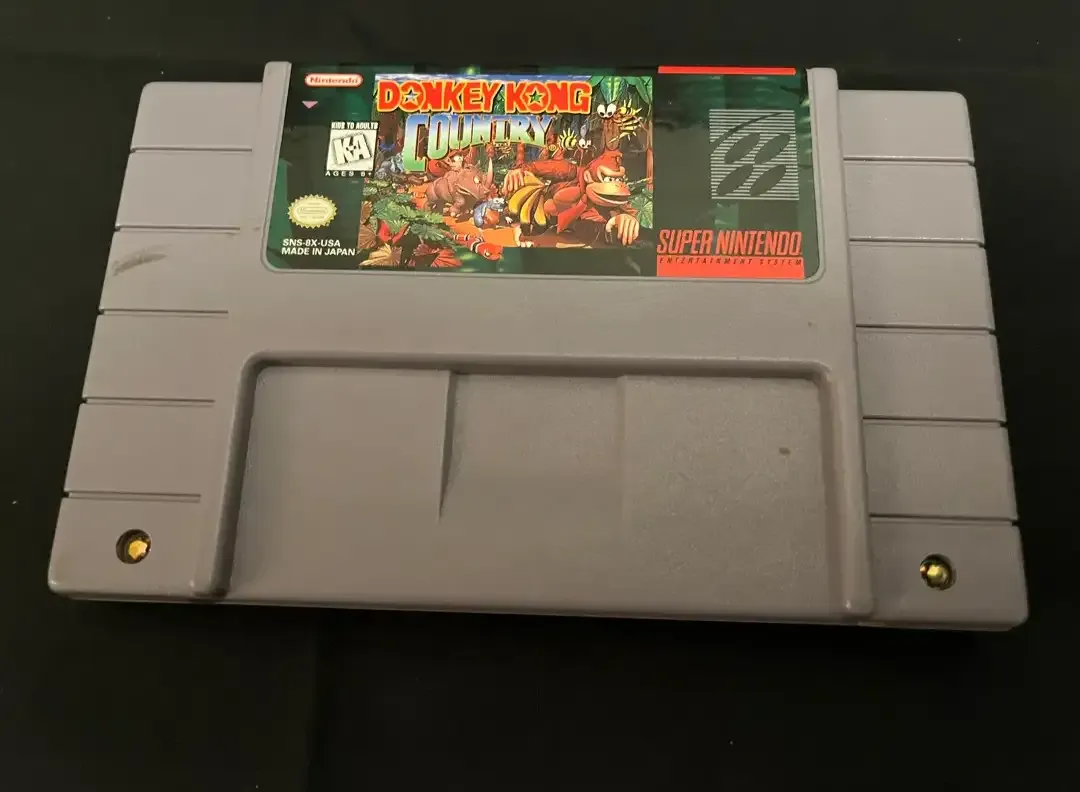 Nintendo
DONKEY KONG
COUNTRY
KIDS TO ADULTS
KA
AGES 6+
SNS-8X-USA
MADE IN JAPAN
SUPER NINTENDO
ENTERTAINMENT SYSTEM